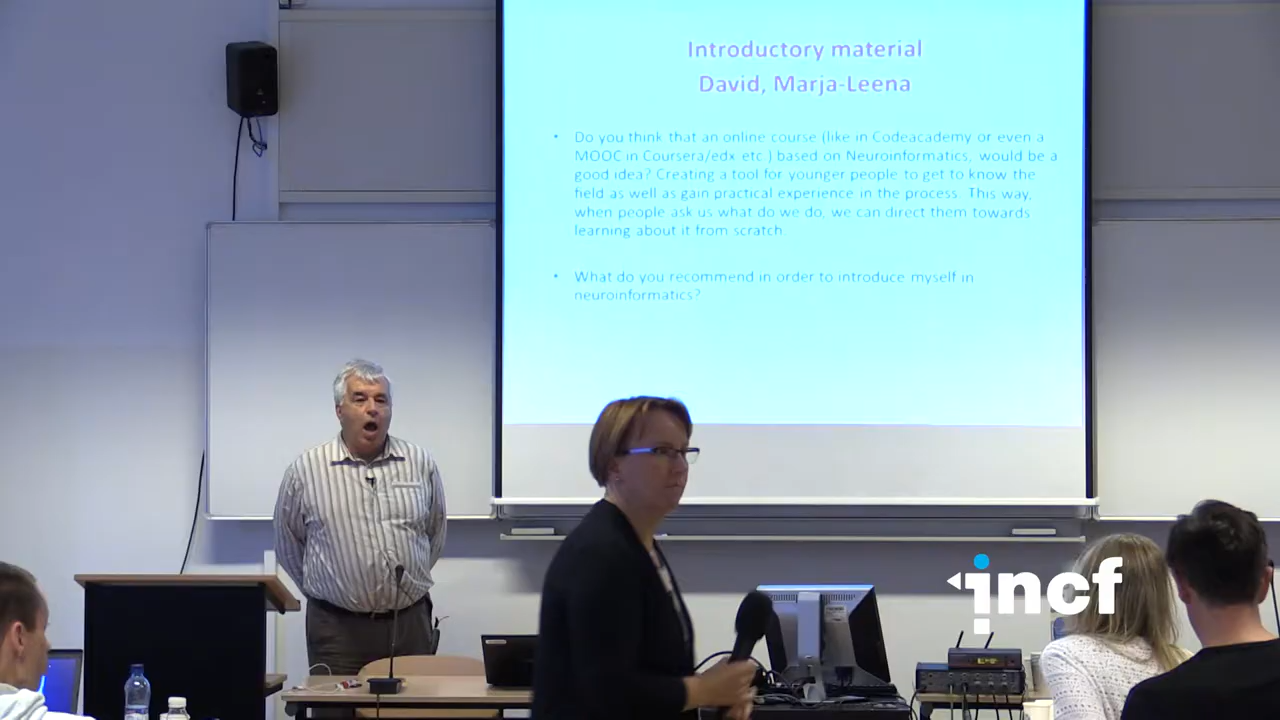 Introductory material
David, Marja-Leena
• Do you think that an online course (like in Codeacademy or even a
MOOC in Coursera/edx etc.) based on Neuroinformatics, would be a
good idea? Creating a tool for younger people to get to know the
field as well as gain practical experience in the process. This way,
when people ask us what do we do, we can direct them towards
learning about it from scratch.
• What do you recommend in order to introduce myself in
neuroinformatics?
incf